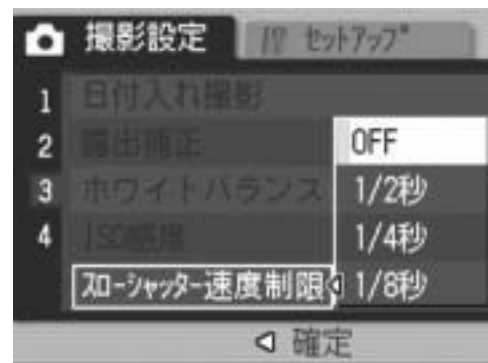 撮影設定 セットアップ
1 日付入れ撮影
2 露出補正 OFF
3 ホワイトバランス 1/2秒
4 ISO感度 1/4秒
スローシャッター速度制限 1/8秒
確定